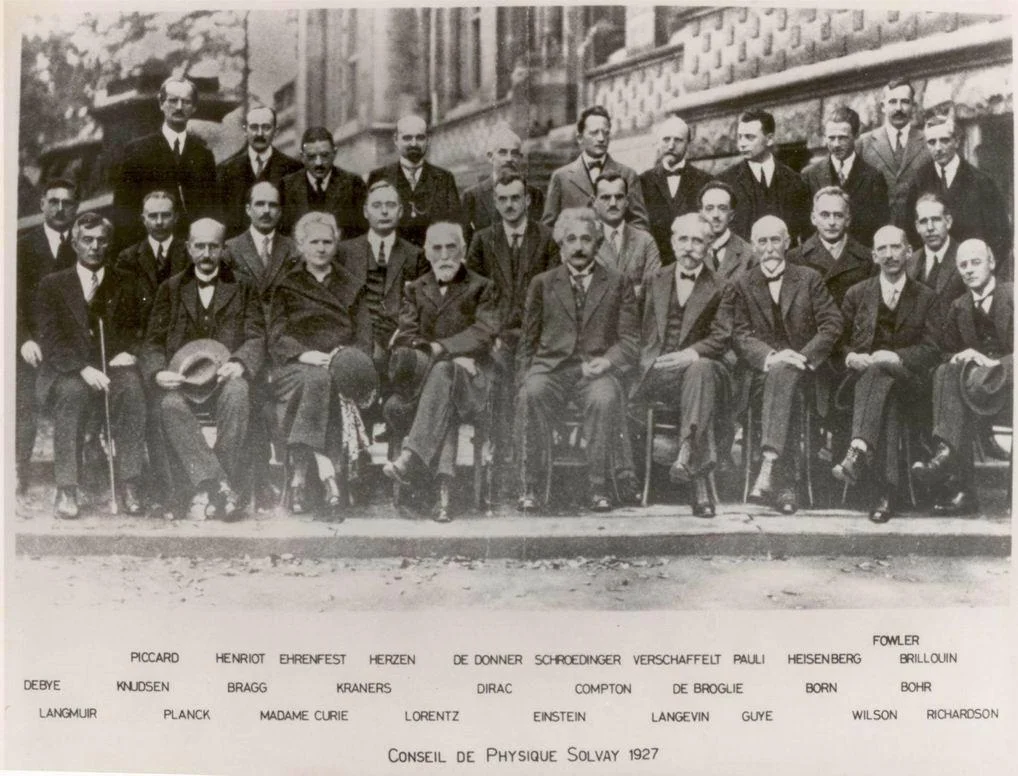 FOWLER
PICCARD HENRIOT EHRENFEST HERZEN DE DONNER SCHROEDINGER VERSCHAFFELT PAULI HEISENBERG BRILLOUIN
DEBYE KNUDSEN BRAGG KRANERS DIRAC COMPTON DE BROGLIE BORN BOHR
LANGMUIR PLANCK MADAME CURIE LORENTZ EINSTEIN LANGEVIN GUYE WILSON RICHARDSON
CONSEIL DE PHYSIQUE SOLVAY 1927